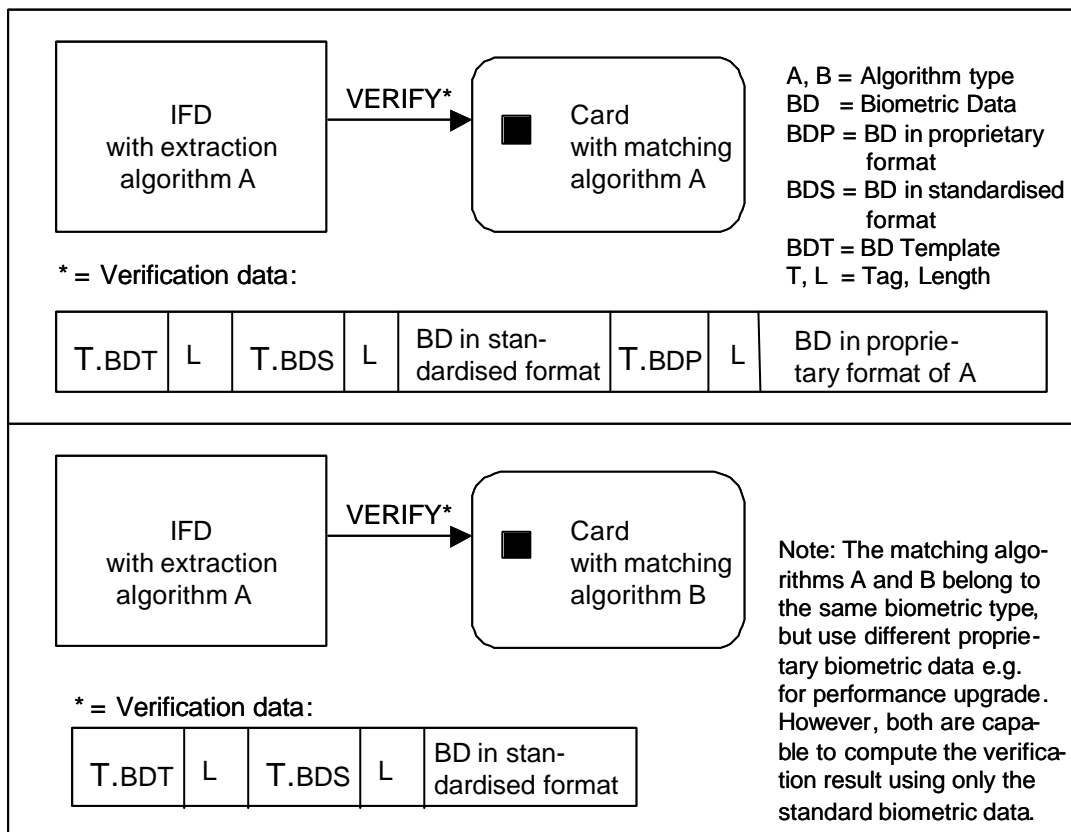 IFD
with extraction
algorithm A
VERIFY*
Card
with matching
algorithm A
A, B = Algorithm type
BD = Biometric Data
BDP = BD in proprietary
format
BDS = BD in standardised
format
BDT = BD Template
T, L = Tag, Length
* = Verification data:
T.BDT L T.BDS L BD in stan-
dardised format T.BDP L BD in proprie-
tary format of A
IFD
with extraction
algorithm A
VERIFY*
Card
with matching
algorithm B
Note: The matching algo-
rithms A and B belong to
the same biometric type,
but use different proprie-
tary biometric data e.g.
for performance upgrade.
However, both are capa-
ble to compute the verifica-
tion result using only the
standard biometric data.
* = Verification data:
T.BDT L T.BDS L BD in stan-
dardised format